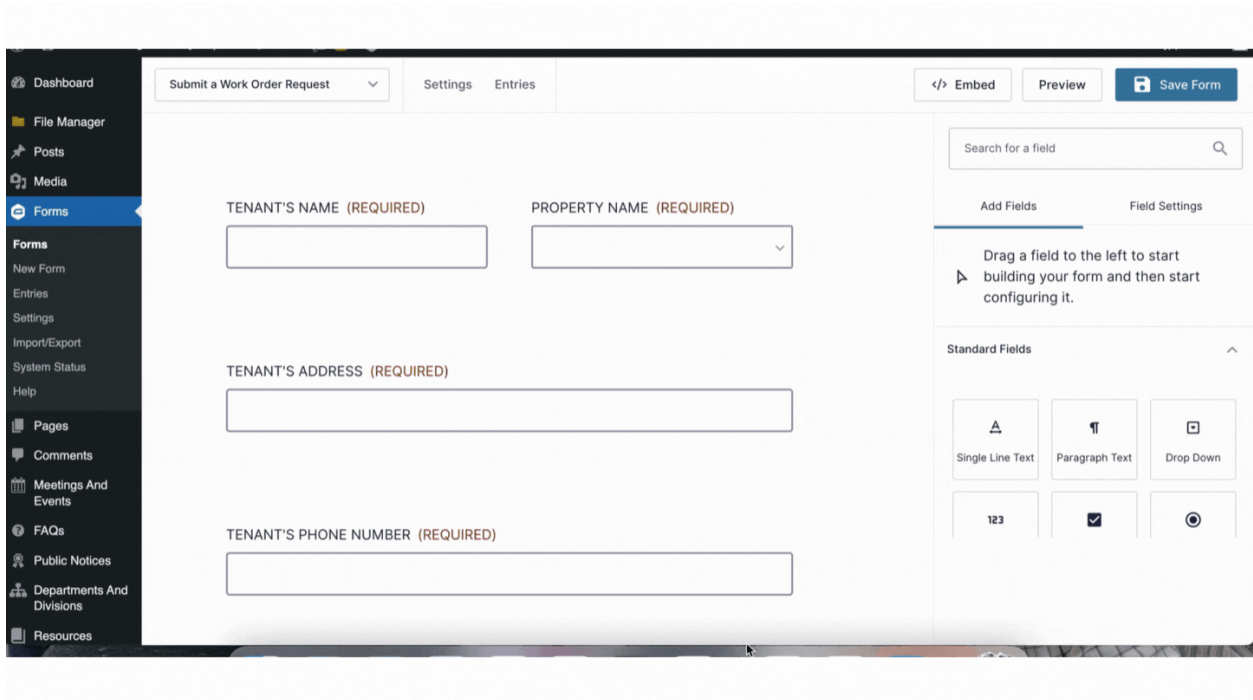 Dashboard
File Manager
Posts
Media
Forms
Forms
New Form
Entries
Settings
Import/Export
System Status
Help
Pages
Comments
Meetings And
Events
FAQs
Public Notices
Departments And
Divisions
Resources
Submit a Work Order Request
Settings
Entries
</> Embed
Preview
Save Form
TENANT'S NAME (REQUIRED)
PROPERTY NAME (REQUIRED)
TENANT'S ADDRESS (REQUIRED)
TENANT'S PHONE NUMBER (REQUIRED)
Search for a field
Add Fields
Field Settings
Drag a field to the left to start
building your form and then start
configuring it.
Standard Fields
Single Line Text
Paragraph Text
Drop Down
123